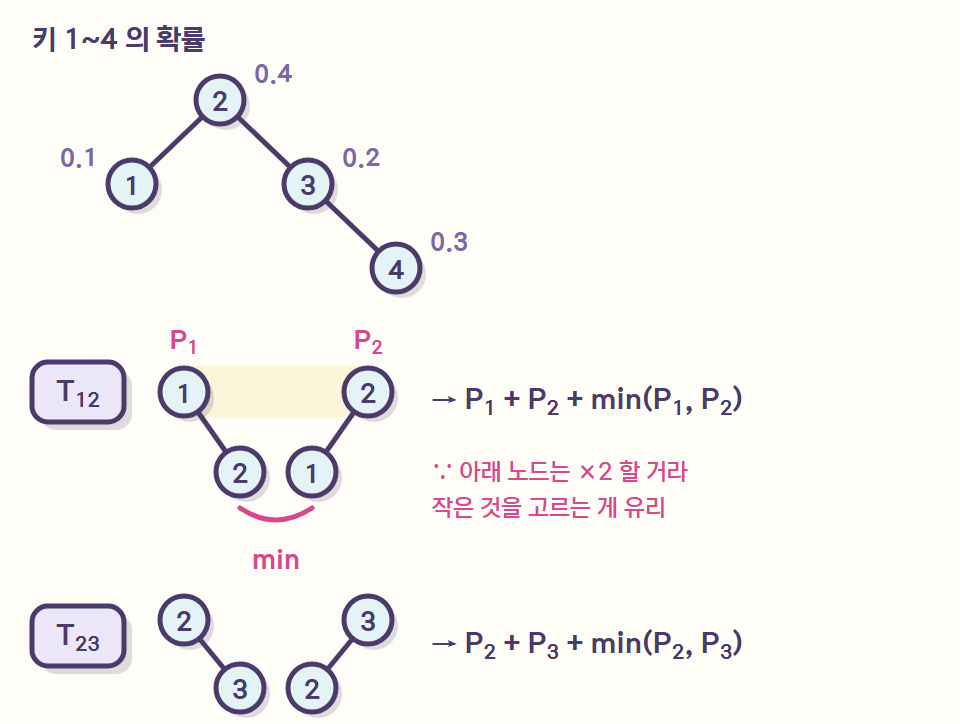 키 1~4 의 확률
0.4
2
0.1
0.2
1
3
0.3
4
P₁ P₂
T₁₂
1 2
→ P₁ + P₂ + min(P₁, P₂)
2 1
∵ 아래 노드는 ×2 할 거라
작은 것을 고르는 게 유리
min
T₂₃
2 3
→ P₂ + P₃ + min(P₂, P₃)
3 2